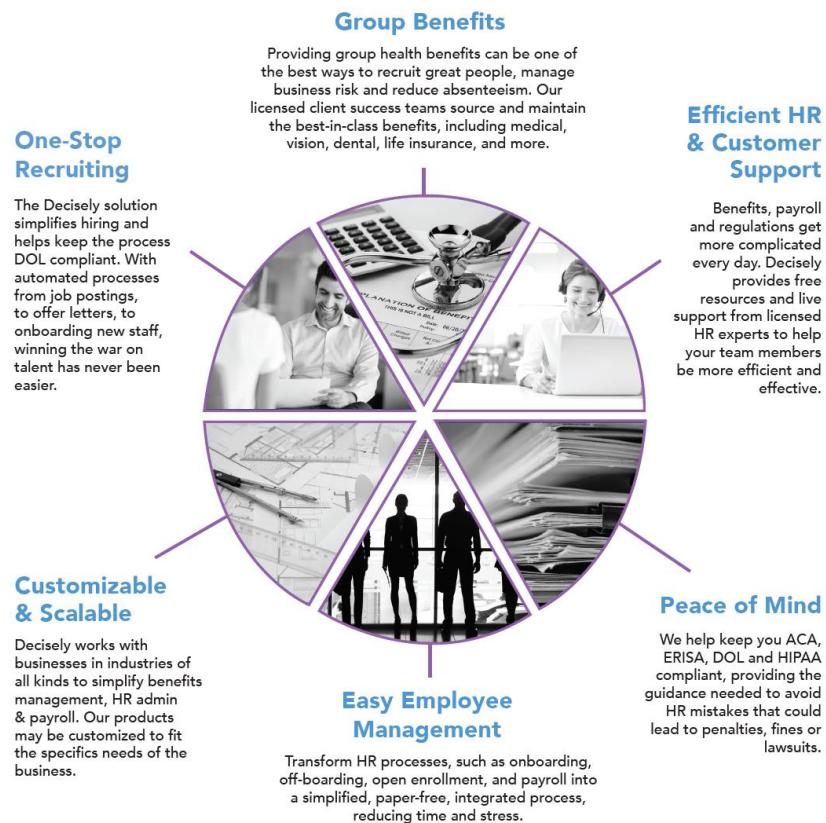 Group Benefits
Providing group health benefits can be one of
the best ways to recruit great people, manage
business risk and reduce absenteeism. Our
licensed client success teams source and maintain
the best-in-class benefits, including medical,
vision, dental, life insurance, and more.
Efficient HR
& Customer
Support
Benefits, payroll
and regulations get
more complicated
every day. Decisely
provides free
resources and live
support from licensed
HR experts to help
your team members
be more efficient and
effective.
One-Stop
Recruiting
The Decisely solution
simplifies hiring and
helps keep the process
DOL compliant. With
automated processes
from job postings,
to offer letters, to
onboarding new staff,
winning the war on
talent has never been
easier.
THIS IS NOT A BILL
Customizable
& Scalable
Decisely works with
businesses in industries of
all kinds to simplify benefits
management, HR admin
& payroll. Our products
may be customized to fit
the specifics needs of the
business.
Easy Employee
Management
Transform HR processes, such as onboarding,
off-boarding, open enrollment, and payroll into
a simplified, paper-free, integrated process,
reducing time and stress.
Peace of Mind
We help keep you ACA,
ERISA, DOL and HIPAA
compliant, providing the
guidance needed to avoid
HR mistakes that could
lead to penalties, fines or
lawsuits.